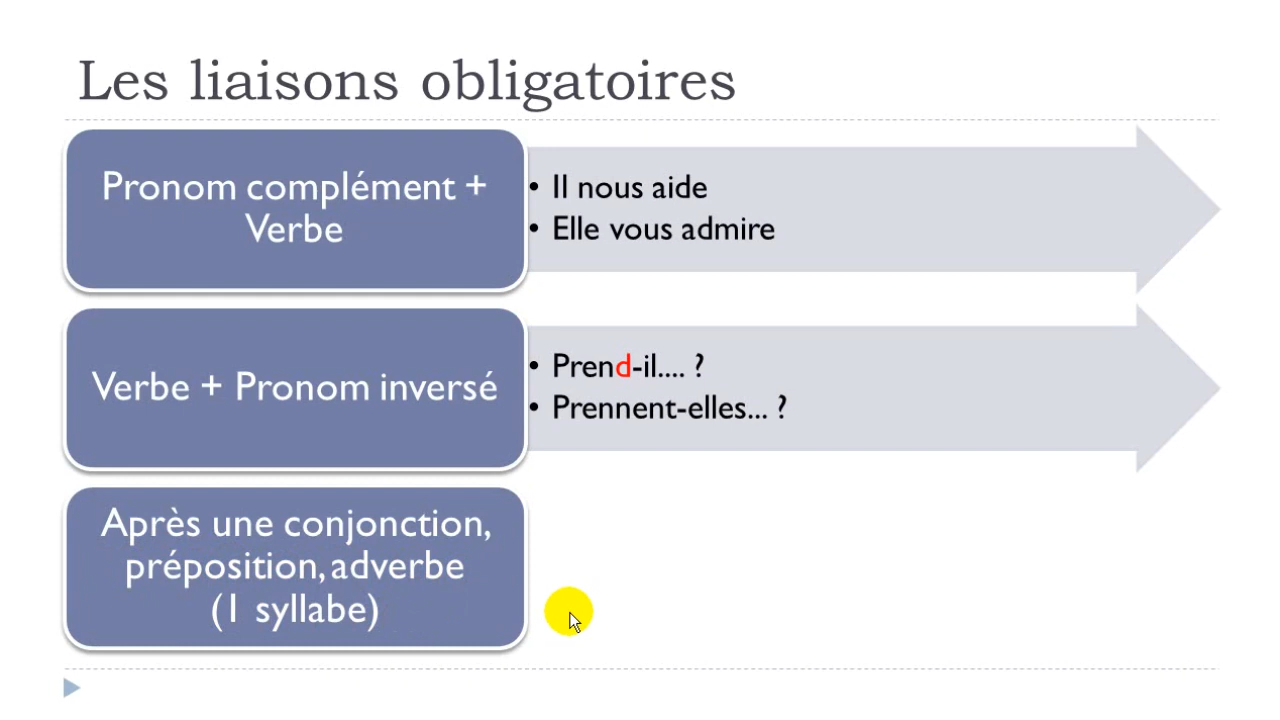 Les liaisons obligatoires
Pronom complément +
Verbe
• Il nous aide
• Elle vous admire
Verbe + Pronom inversé
• Prend-il.... ?
• Prennent-elles... ?
Après une conjonction,
préposition, adverbe
(1 syllabe)